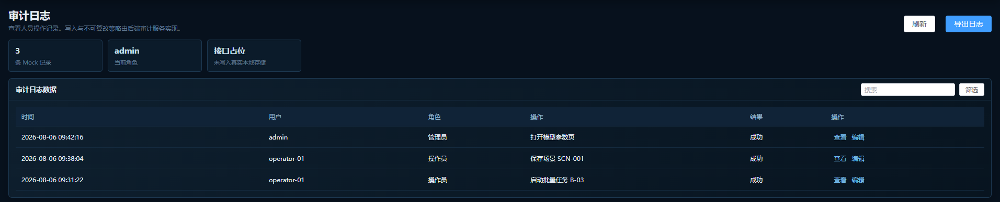 审计日志
查看人员操作记录。写入与不可篡改策略由后端审计服务实现。
刷新 导出日志
3 admin 接口占位
条 Mock 记录 当前角色 未写入真实本地存储
审计日志数据 搜索 筛选
时间 用户 角色 操作 结果 操作
2026-08-06 09:42:16 admin 管理员 打开模型参数页 成功 查看 编辑
2026-08-06 09:38:04 operator-01 操作员 保存场景 SCN-001 成功 查看 编辑
2026-08-06 09:31:22 operator-01 操作员 启动批量任务 B-03 成功 查看 编辑